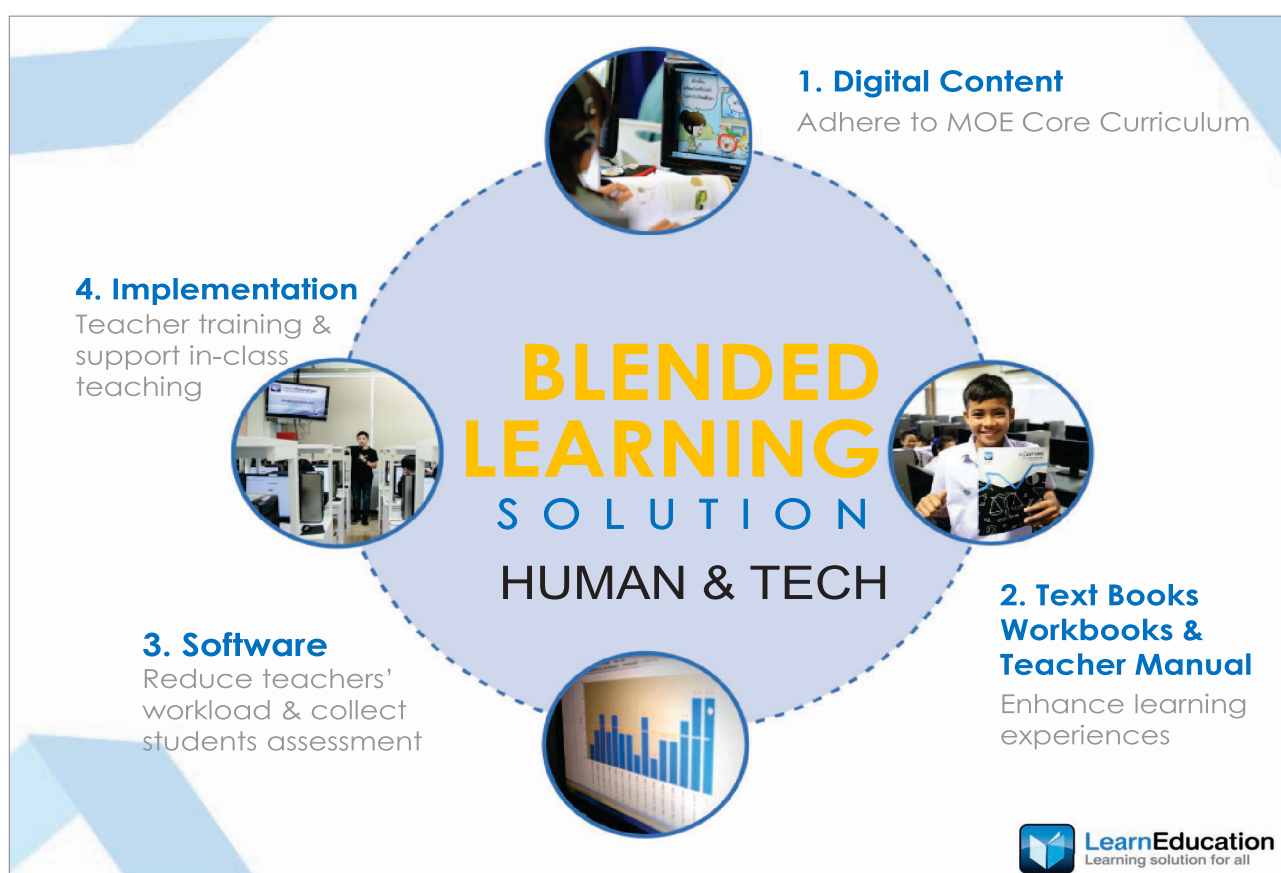 1. Digital Content
Adhere to MOE Core Curriculum
4. Implementation
Teacher training &
support in-class
teaching
BLENDED
LEARNING
SOLUTION
HUMAN & TECH
2. Text Books
Workbooks &
Teacher Manual
Enhance learning
experiences
3. Software
Reduce teachers’
workload & collect
students assessment
LearnEducation
Learning solution for all